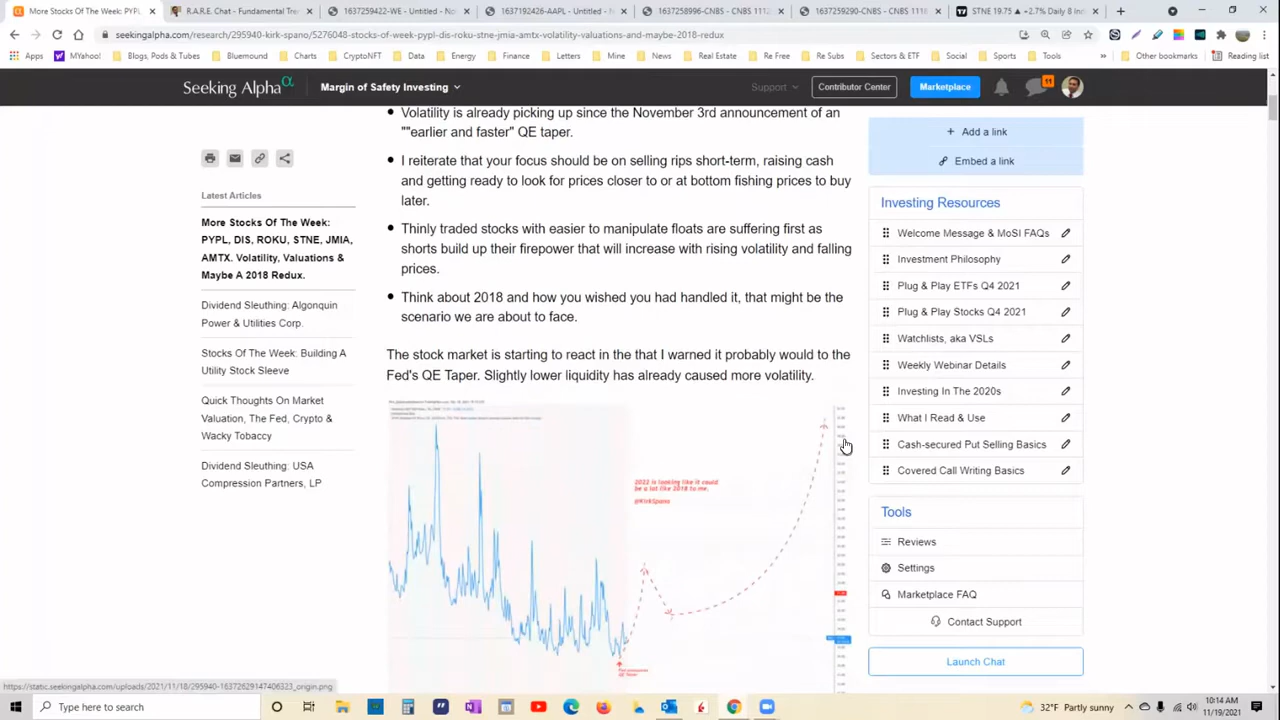 More Stocks Of The Week: PYPL
R.A.R.E. Chat - Fundamental Tre
1637259422-WE - Untitled - No
1637192426-AAPL - Untitled - N
1637258996-CNBS - CNBS 1112
1637259290-CNBS - CNBS 1118
STNE 19.75 ▲ +2.7% Daily 8 Ind
seekingalpha.com/research/295940-kirk-spano/5276048-stocks-of-week-pypl-dis-roku-stne-jmia-amtx-volatility-valuations-and-maybe-2018-redux
Apps
MYahoo!
Blogs, Pods & Tubes
Bluemound
Charts
CryptoNFT
Data
Energy
Finance
Letters
Mine
News
Real Estate
Re Free
Re Subs
Sectors & ETF
Social
Sports
Tools
Other bookmarks
Reading list
Seeking Alpha α
Margin of Safety Investing
Support
Contributor Center
Marketplace
11
Volatility is already picking up since the November 3rd announcement of an
""earlier and faster" QE taper.
I reiterate that your focus should be on selling rips short-term, raising cash
and getting ready to look for prices closer to or at bottom fishing prices to buy
later.
Thinly traded stocks with easier to manipulate floats are suffering first as
shorts build up their firepower that will increase with rising volatility and falling
prices.
Think about 2018 and how you wished you had handled it, that might be the
scenario we are about to face.
The stock market is starting to react in the that I warned it probably would to the
Fed's QE Taper. Slightly lower liquidity has already caused more volatility.
2022 is looking like it could
be a lot like 2018 to me.
@KirkSpano
Latest Articles
More Stocks Of The Week:
PYPL, DIS, ROKU, STNE, JMIA,
AMTX. Volatility, Valuations &
Maybe A 2018 Redux.
Dividend Sleuthing: Algonquin
Power & Utilities Corp.
Stocks Of The Week: Building A
Utility Stock Sleeve
Quick Thoughts On Market
Valuation, The Fed, Crypto &
Wacky Tobaccy
Dividend Sleuthing: USA
Compression Partners, LP
+ Add a link
Embed a link
Investing Resources
Welcome Message & MoSI FAQs
Investment Philosophy
Plug & Play ETFs Q4 2021
Plug & Play Stocks Q4 2021
Watchlists, aka VSLs
Weekly Webinar Details
Investing In The 2020s
What I Read & Use
Cash-secured Put Selling Basics
Covered Call Writing Basics
Tools
Reviews
Settings
Marketplace FAQ
Contact Support
Launch Chat
https://static.seekingalpha.com/uploads/2021/11/18/295940-16372629147406323_origin.png
Type here to search
32°F Partly sunny
10:14 AM
11/19/2021